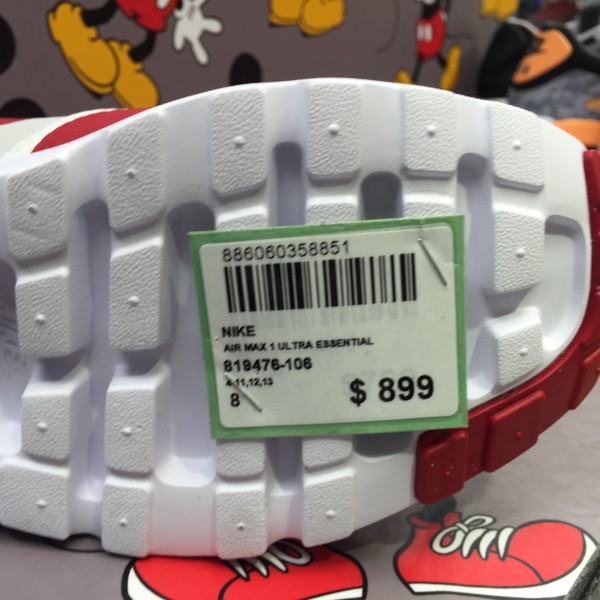 886060358851
NIKE
AIR MAX 1 ULTRA ESSENTIAL
819476-106
4,11,12,13
8
$ 899